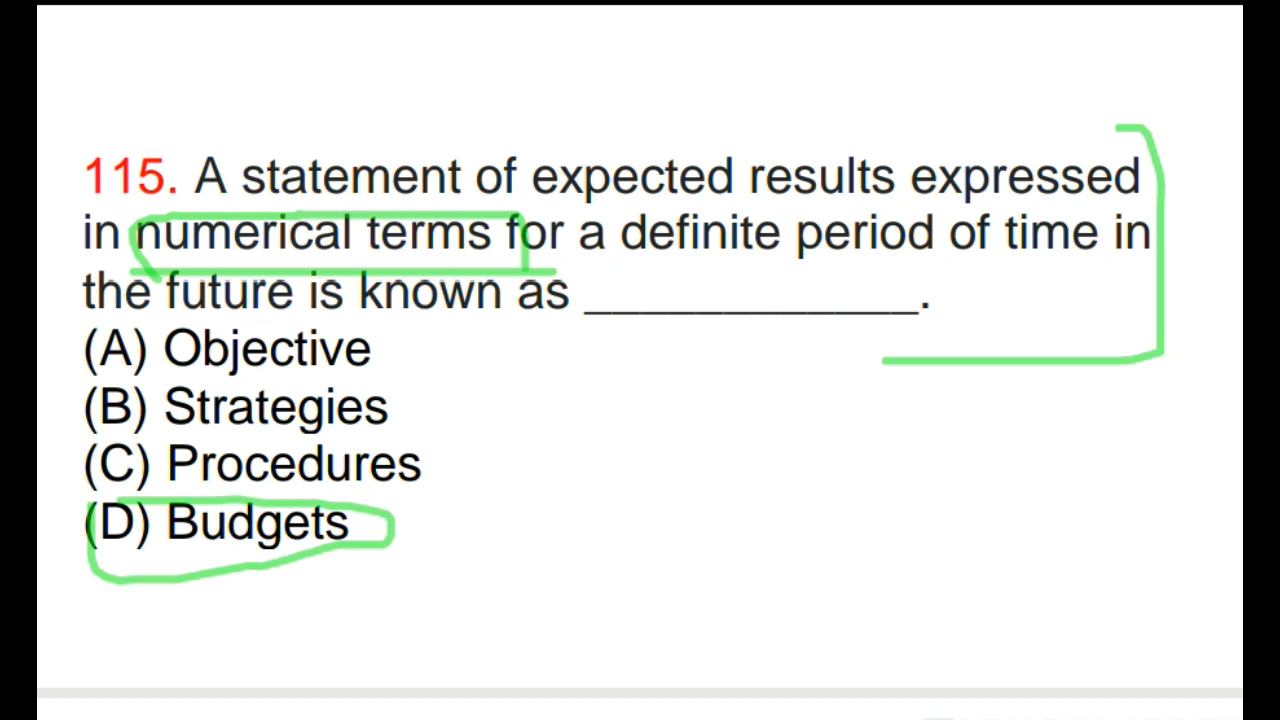 115. A statement of expected results expressed
in numerical terms for a definite period of time in
the future is known as _____________.
(A) Objective
(B) Strategies
(C) Procedures
(D) Budgets